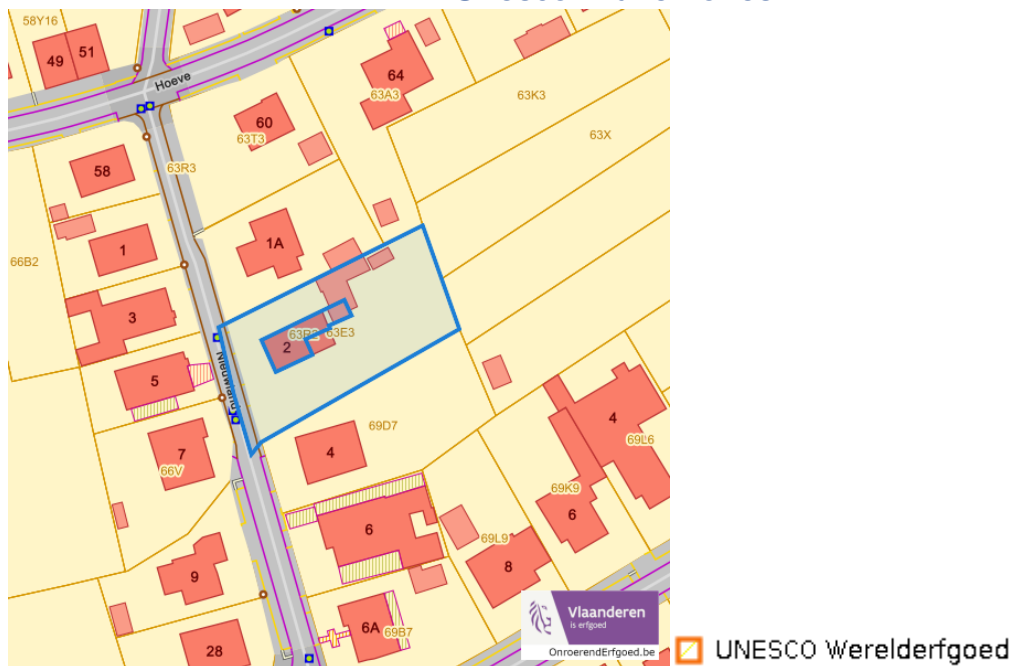 58Y16
49
51
Hoeve
64
63A3
63K3
60
63T3
63X
58
63R3
1
1A
66B2
3
63E3
2
5
7
66V
4
69D7
4
69L6
6
69K9
6
69L9
8
9
6A
69B7
28
Vlaanderen
is erfgoed
OnroerendErfgoed.be
UNESCO Werelderfgoed